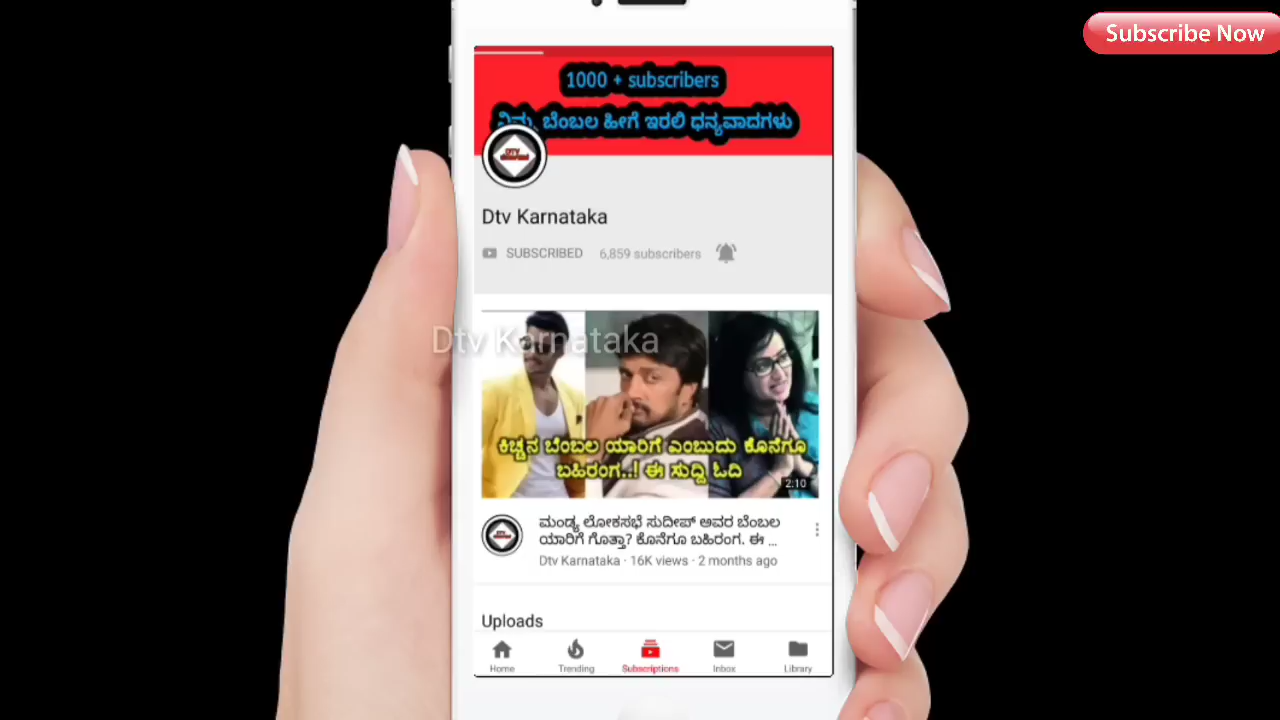 Subscribe Now
1000 + subscribers
ನಿಮ್ಮ ಬೆಂಬಲ ಹೀಗೆ ಇರಲಿ ಧನ್ಯವಾದಗಳು
DTV
Dtv Karnataka
SUBSCRIBED 6,859 subscribers
Dtv Karnataka
ಕಿಚ್ಚನ ಬೆಂಬಲ ಯಾರಿಗೆ ಎಂಬುದು ಕೊನೆಗೂ
ಬಹಿರಂಗ..! ಈ ಸುದ್ದಿ ಓದಿ
2:10
ಮಂಡ್ಯ ಲೋಕಸಭೆ ಸುದೀಪ್ ಅವರ ಬೆಂಬಲ
ಯಾರಿಗೆ ಗೊತ್ತಾ? ಕೊನೆಗೂ ಬಹಿರಂಗ. ಈ ...
Dtv Karnataka · 16K views · 2 months ago
Uploads
Home Trending Subscriptions Inbox Library